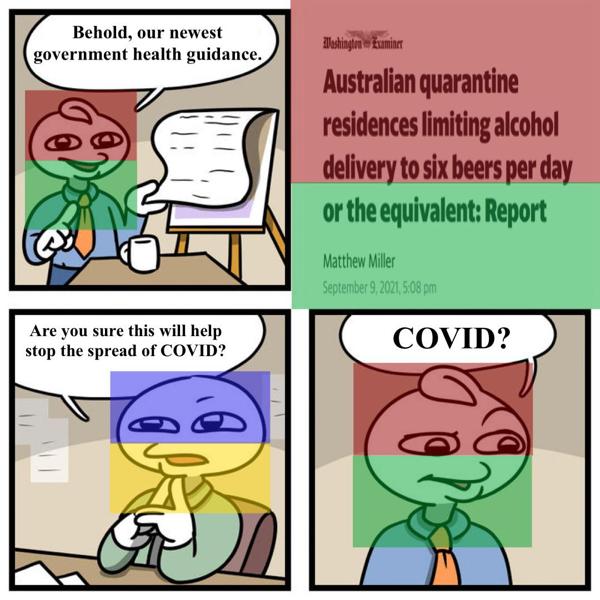 Behold, our newest
government health guidance.
Washington Examiner
Australian quarantine
residences limiting alcohol
delivery to six beers per day
or the equivalent: Report
Matthew Miller
September 9, 2021, 5:08 pm
Are you sure this will help
stop the spread of COVID?
COVID?